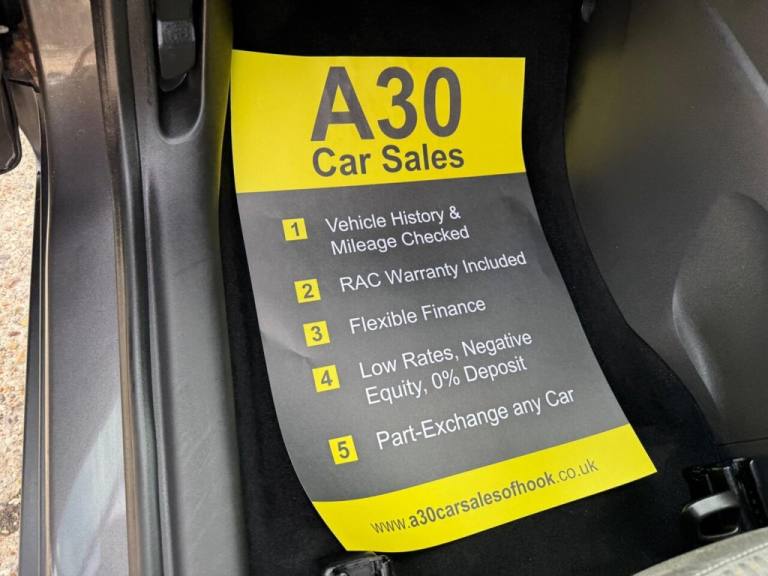 A30
Car Sales
1 Vehicle History &
Mileage Checked
2 RAC Warranty Included
3 Flexible Finance
4 Low Rates, Negative
Equity, 0% Deposit
5 Part-Exchange any Car
www.a30carsalesofhook.co.uk